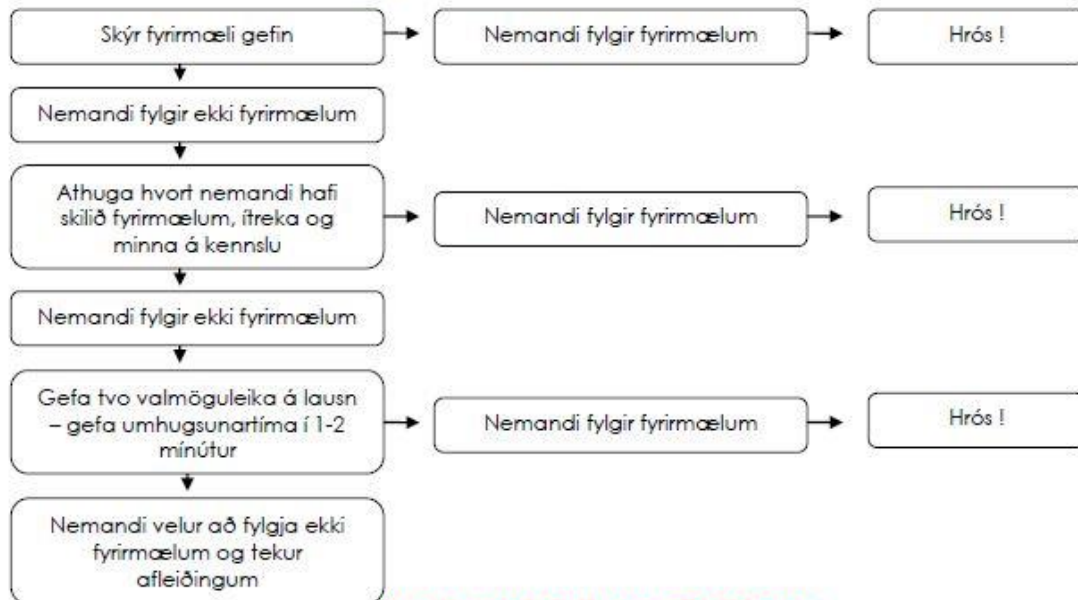 Skýr fyrirmæli gefin
Nemandi fylgir fyrirmælum
Hrós !
Nemandi fylgir ekki fyrirmælum
Athuga hvort nemandi hafi
skilið fyrirmælum, ítreka og
minna á kennslu
Nemandi fylgir fyrirmælum
Hrós !
Nemandi fylgir ekki fyrirmælum
Gefa tvo valmöguleika á lausn
– gefa umhugsunartíma í 1-2
mínútur
Nemandi fylgir fyrirmælum
Hrós !
Nemandi velur að fylgja ekki
fyrirmælum og tekur
afleiðingum